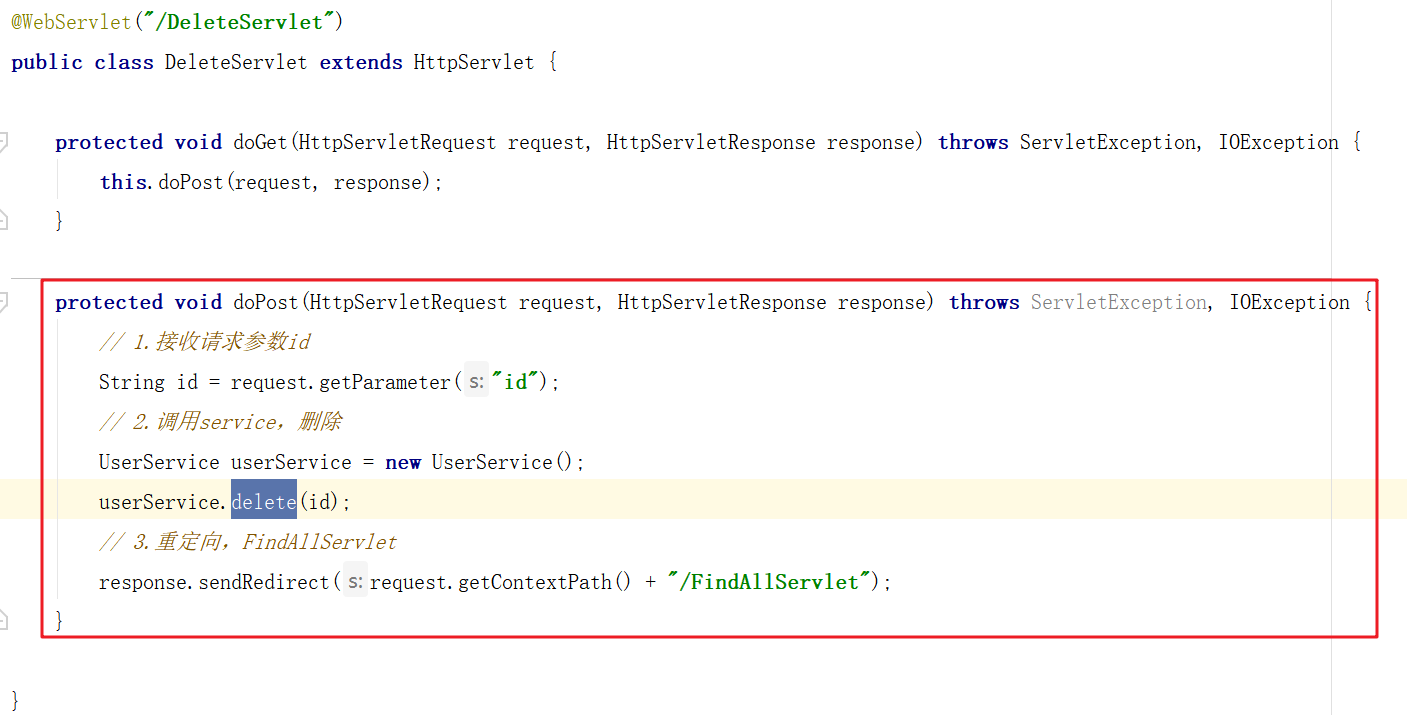 @WebServlet("/DeleteServlet")
public class DeleteServlet extends HttpServlet {
protected void doGet(HttpServletRequest request, HttpServletResponse response) throws ServletException, IOException {
this.doPost(request, response);
}
protected void doPost(HttpServletRequest request, HttpServletResponse response) throws ServletException, IOException {
// 1.接收请求参数id
String id = request.getParameter( s: "id");
// 2.调用service，删除
UserService userService = new UserService();
userService.delete(id);
// 3.重定向，FindAllServlet
response.sendRedirect( s: request.getContextPath() + "/FindAllServlet");
}
}